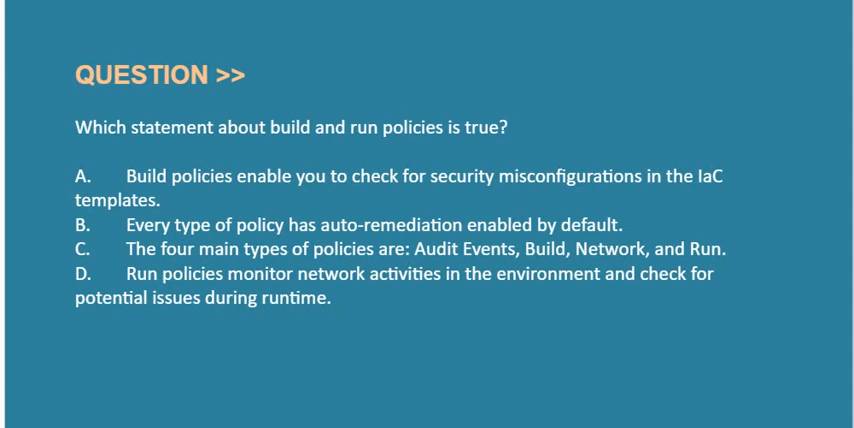 QUESTION >>
Which statement about build and run policies is true?
A. Build policies enable you to check for security misconfigurations in the IaC
templates.
B. Every type of policy has auto-remediation enabled by default.
C. The four main types of policies are: Audit Events, Build, Network, and Run.
D. Run policies monitor network activities in the environment and check for
potential issues during runtime.